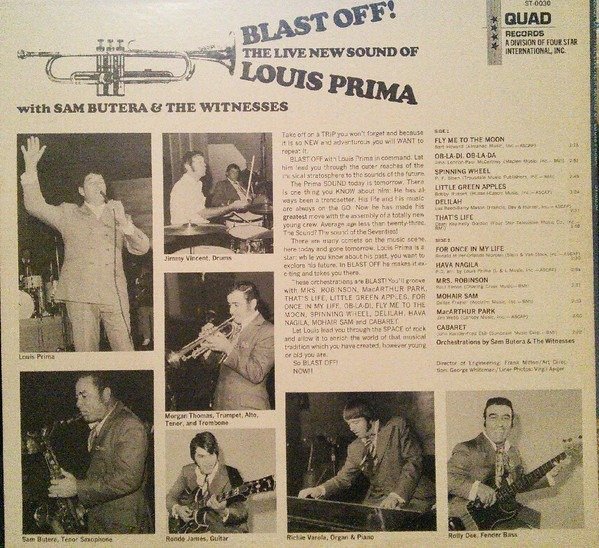 ST-0030
BLAST OFF!
THE LIVE NEW SOUND OF
LOUIS PRIMA
with SAM BUTERA & THE WITNESSES
QUAD
RECORDS
A DIVISION OF FOUR STAR
INTERNATIONAL, INC.
Take off on a TRIP you won't forget and because
it is so NEW and adventurous you will WANT to
repeat it.
BLAST OFF with Louis Prima in command. Let
him lead you through the outer reaches of the
musical stratosphere to the sounds of the future.
The Prima SOUND today is tomorrow. There
is one thing you KNOW about him: He has all
ways been a trendsetter. His life and his music
are always on the GO. Now he has made his
greatest move with the assembly of a totally new
young crew. Average age less than twenty-three.
The Sound? The sound of the Seventies!
There are many comets on the music scene,
here today and gone tomorrow. Louis Prima is a
star: while you know about his past, you want to
explore his future. In BLAST OFF he makes it ex-
citing and takes you there.
These orchestrations are BLAST! You'll groove
with MRS. ROBINSON, MacARTHUR PARK,
THAT'S LIFE, LITTLE GREEN APPLES, FOR
ONCE IN MY LIFE, OB-LA-DI, FLY ME TO THE
MOON, SPINNING WHEEL, DELILAH, HAVA
NAGILA, MOHAIR SAM and CABARET.
Let Louis lead you through the SPACE of rock
and allow it to enrich the world of that musical
tradition which you have created, however young
or old you are.
So BLAST OFF!
NOW!!!
SIDE 1
FLY ME TO THE MOON
OB-LA-DI, OB-LA-DA
SPINNING WHEEL
LITTLE GREEN APPLES
DELILAH
THAT'S LIFE
SIDE 2
FOR ONCE IN MY LIFE
HAVA NAGILA
MRS. ROBINSON
MOHAIR SAM
MacARTHUR PARK
CABARET
Orchestrations by Sam Butera & The Witnesses
Director of Engineering: Frank
Louis Prima
Jimmy Vincent, Drums
Morgan Thomas, Trumpet, Alto,
Tenor, and Trombone
Sam Butera, Tenor Saxophone
Rondo James, Guitar
Richie Varola, Organ & Piano
Rolly Dee, Fender Bass